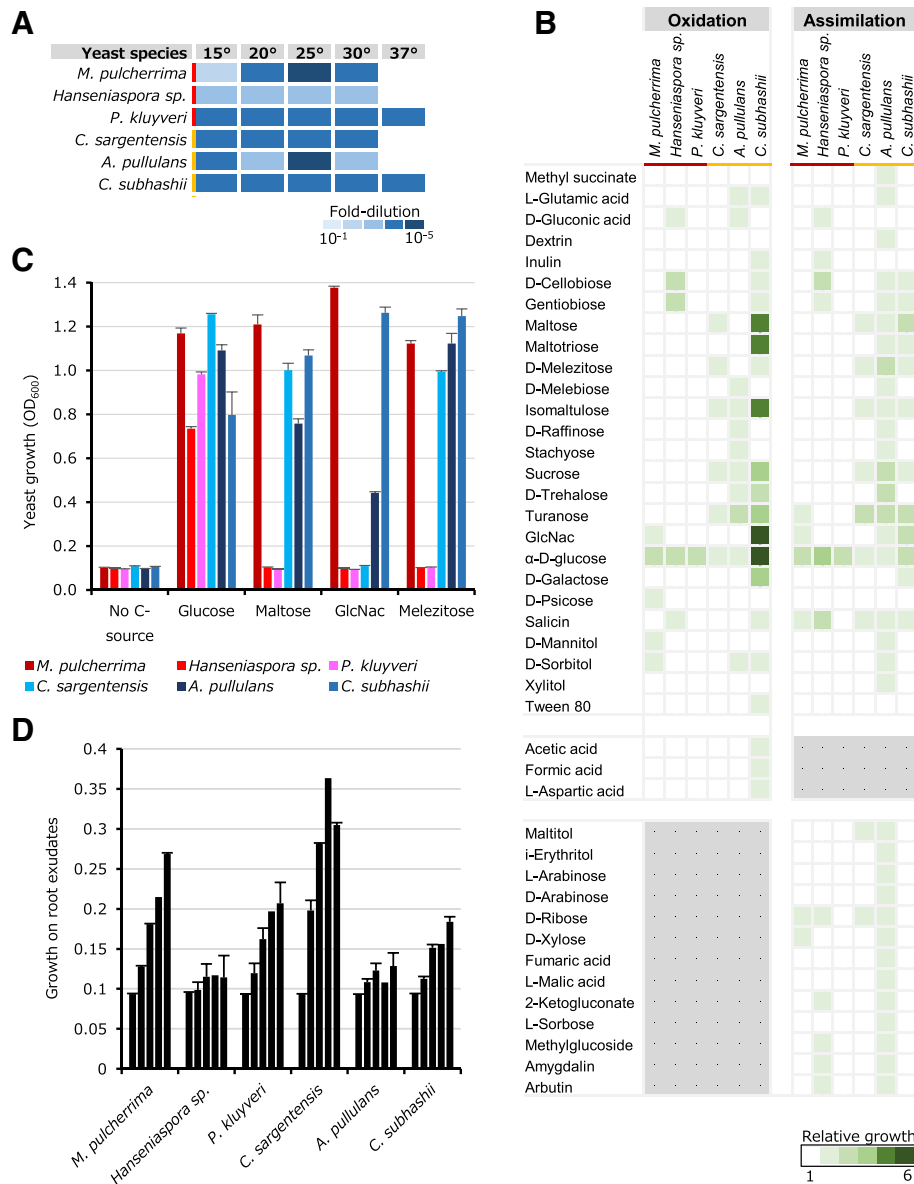 A
Yeast species 15° 20° 25° 30° 37°
M. pulcherrima
Hanseniaspora sp.
P. kluyveri
C. sargentensis
A. pullulans
C. subhashii
Fold-dilution
10⁻¹ 10⁻⁵
B
Oxidation Assimilation
M. pulcherrima
Hanseniaspora sp.
P. kluyveri
C. sargentensis
A. pullulans
C. subhashii
M. pulcherrima
Hanseniaspora sp.
P. kluyveri
C. sargentensis
A. pullulans
C. subhashii
Methyl succinate
L-Glutamic acid
D-Gluconic acid
Dextrin
Inulin
D-Cellobiose
Gentiobiose
Maltose
Maltotriose
D-Melezitose
D-Melebiose
Isomaltulose
D-Raffinose
Stachyose
Sucrose
D-Trehalose
Turanose
GlcNac
α-D-glucose
D-Galactose
D-Psicose
Salicin
D-Mannitol
D-Sorbitol
Xylitol
Tween 80
Acetic acid
Formic acid
L-Aspartic acid
Maltitol
i-Erythritol
L-Arabinose
D-Arabinose
D-Ribose
D-Xylose
Fumaric acid
L-Malic acid
2-Ketogluconate
L-Sorbose
Methylglucoside
Amygdalin
Arbutin
Relative growth
1 6
C
Yeast growth (OD₆₀₀)
1.4
1.2
1.0
0.8
0.6
0.4
0.2
0.0
No C-source Glucose Maltose GlcNac Melezitose
M. pulcherrima Hanseniaspora sp. P. kluyveri
C. sargentensis A. pullulans C. subhashii
D
Growth on root exudates
0.4
0.35
0.3
0.25
0.2
0.15
0.1
0.05
0
M. pulcherrima
Hanseniaspora sp.
P. kluyveri
C. sargentensis
A. pullulans
C. subhashii